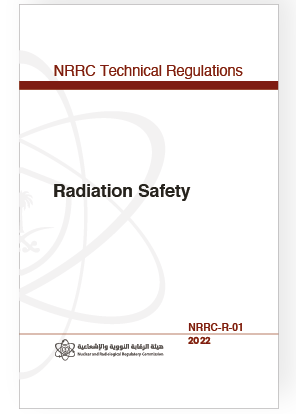 NRRC Technical Regulations
Radiation Safety
NRRC-R-01
2022
هيئة الرقابة النووية والإشعاعية
Nuclear and Radiological Regulatory Commission